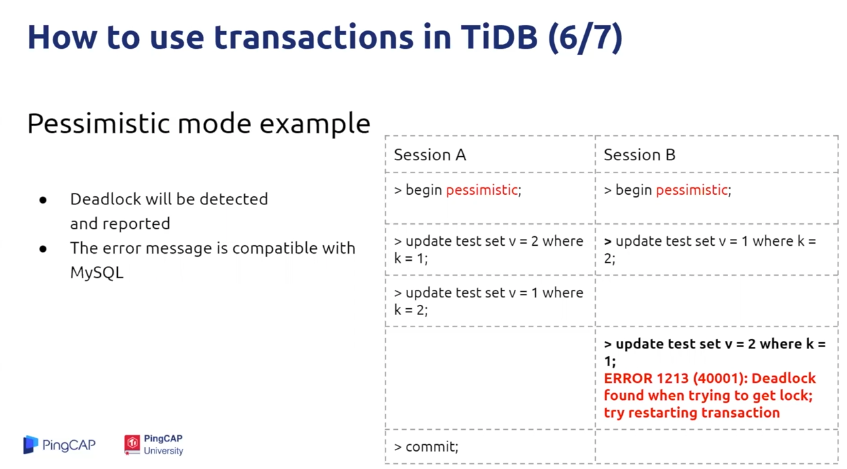 How to use transactions in TiDB (6/7)
Pessimistic mode example
● Deadlock will be detected
and reported
● The error message is compatible with
MySQL
Session A
Session B
> begin pessimistic;
> begin pessimistic;
> update test set v = 2 where
k = 1;
> update test set v = 1 where k =
2;
> update test set v = 1 where
k = 2;
> update test set v = 2 where k =
1;
ERROR 1213 (40001): Deadlock
found when trying to get lock;
try restarting transaction
> commit;
PingCAP
PingCAP
University